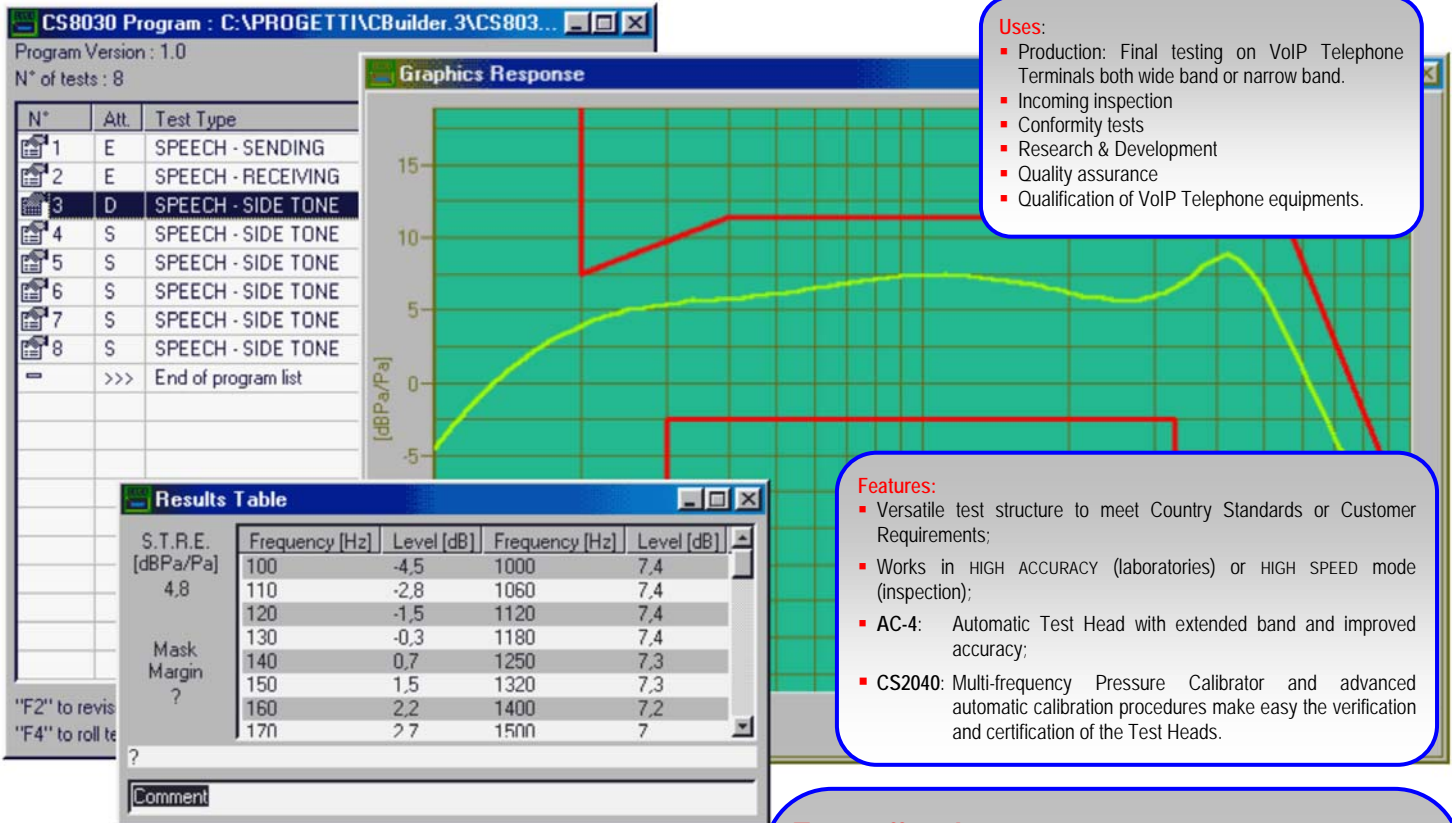 CS8030 Program : C:\PROGETTI\CBuilder.3\CS803...
Program Version : 1.0
N° of tests : 8
N° Att. Test Type
1 E SPEECH - SENDING
2 E SPEECH - RECEIVING
3 D SPEECH - SIDE TONE
4 S SPEECH - SIDE TONE
5 S SPEECH - SIDE TONE
6 S SPEECH - SIDE TONE
7 S SPEECH - SIDE TONE
8 S SPEECH - SIDE TONE
>>> End of program list
"F2" to revis
"F4" to roll te
Graphics Response
15
10
5
0
-5
[dBPa/Pa]
Uses:
▪ Production: Final testing on VoIP Telephone
Terminals both wide band or narrow band.
▪ Incoming inspection
▪ Conformity tests
▪ Research & Development
▪ Quality assurance
▪ Qualification of VoIP Telephone equipments.
Results Table
S.T.R.E.
[dBPa/Pa]
4,8
Mask
Margin
?
Frequency [Hz] Level [dB] Frequency [Hz] Level [dB]
100 -4,5 1000 7,4
110 -2,8 1060 7,4
120 -1,5 1120 7,4
130 -0,3 1180 7,4
140 0,7 1250 7,3
150 1,5 1320 7,3
160 2,2 1400 7,2
170 2,7 1500 7
?
Comment
Features:
▪ Versatile test structure to meet Country Standards or Customer
Requirements;
▪ Works in HIGH ACCURACY (laboratories) or HIGH SPEED mode
(inspection);
▪ AC-4: Automatic Test Head with extended band and improved
accuracy;
▪ CS2040: Multi-frequency Pressure Calibrator and advanced
automatic calibration procedures make easy the verification
and certification of the Test Heads.